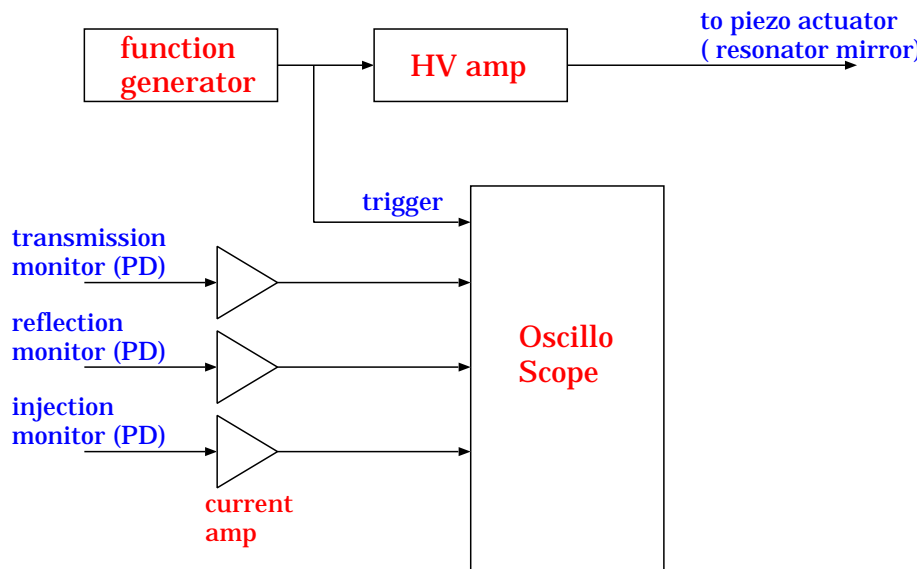 function
generator
HV amp
to piezo actuator
( resonator mirror)
trigger
transmission
monitor (PD)
reflection
monitor (PD)
injection
monitor (PD)
current
amp
Oscillo
Scope